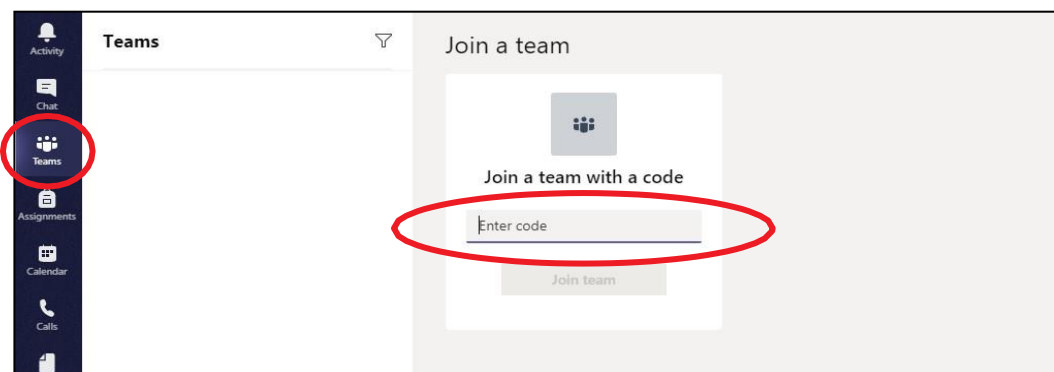 Activity
Chat
Teams
Assignments
Calendar
Calls
Teams
Join a team
Join a team with a code
Enter code
Join team